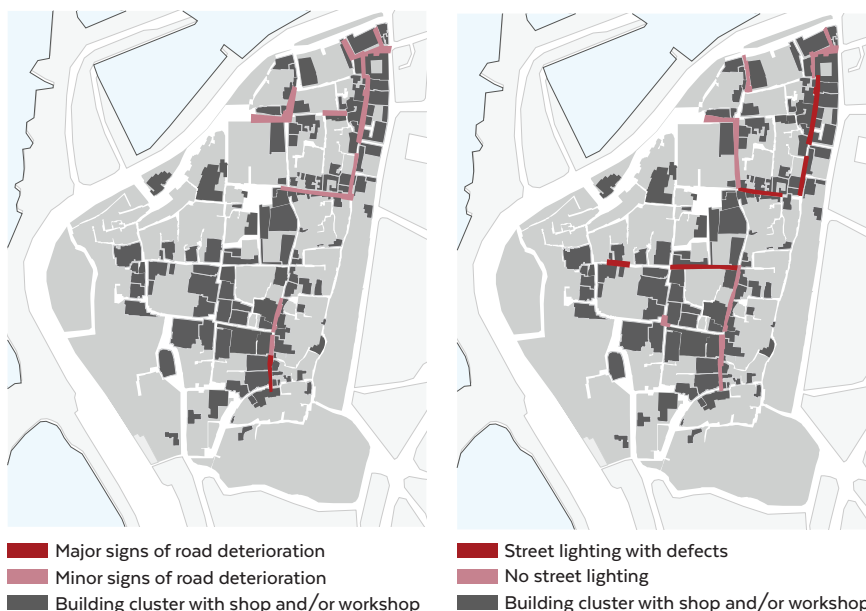 Major signs of road deterioration
Minor signs of road deterioration
Building cluster with shop and/or workshop
Street lighting with defects
No street lighting
Building cluster with shop and/or workshop